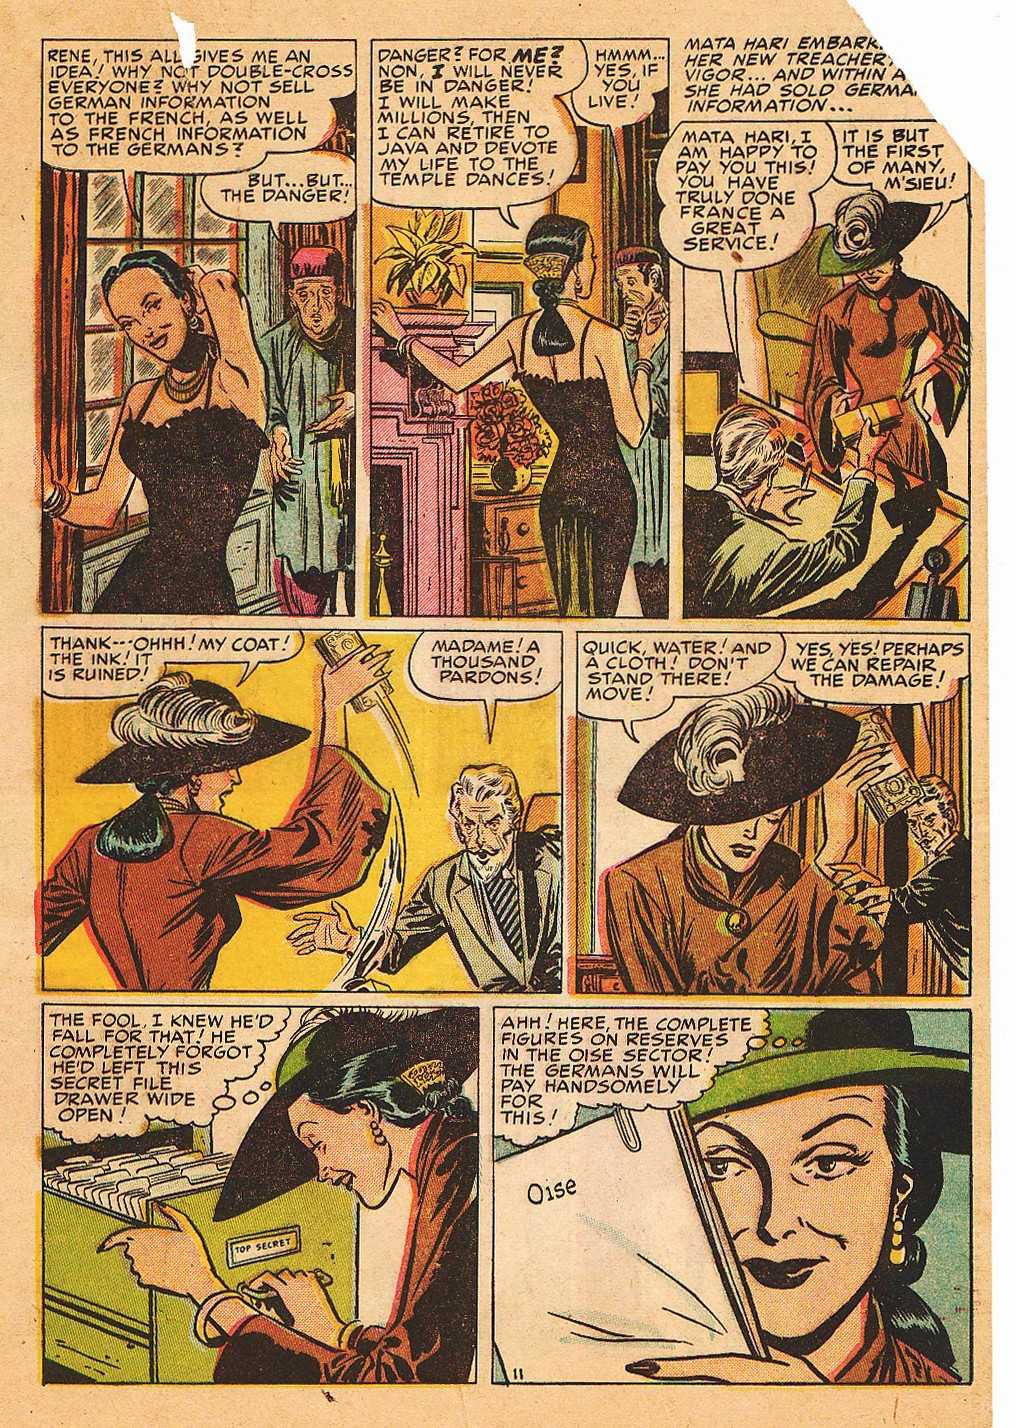 RENE, THIS ALL GIVES ME AN
IDEA! WHY NOT DOUBLE-CROSS
EVERYONE? WHY NOT SELL
GERMAN INFORMATION
TO THE FRENCH, AS WELL
AS FRENCH INFORMATION
TO THE GERMANS?
BUT...BUT...
THE DANGER!
DANGER? FOR ME?
NON, I WILL NEVER
BE IN DANGER!
I WILL MAKE
MILLIONS, THEN
I CAN RETIRE TO
JAVA AND DEVOTE
MY LIFE TO THE
TEMPLE DANCES!
HMMM...
YES, IF
YOU
LIVE!
MATA HARI
HER NEW TREACHERY
VIGOR... AND WITHIN A
SHE HAD SOLD
INFORMATION...
MATA HARI, I
AM HAPPY TO
PAY YOU THIS!
YOU HAVE
TRULY DONE
FRANCE A
GREAT
SERVICE!
IT IS BUT
THE FIRST
OF MANY,
M'SIEU!
THANK---OHHH! MY COAT!
THE INK! IT
IS RUINED!
MADAME! A
THOUSAND
PARDONS!
QUICK, WATER! AND
A CLOTH! DON'T
STAND THERE!
MOVE!
YES, YES! PERHAPS
WE CAN REPAIR
THE DAMAGE!
THE FOOL, I KNEW HE'D
FALL FOR THAT! HE
COMPLETELY FORGOT
HE'D LEFT THIS
SECRET FILE
DRAWER WIDE
OPEN!
TOP SECRET
AHH! HERE, THE COMPLETE
FIGURES ON RESERVES
IN THE OISE SECTOR!
THE GERMANS WILL
PAY HANDSOMELY
FOR
THIS!
Oise
11